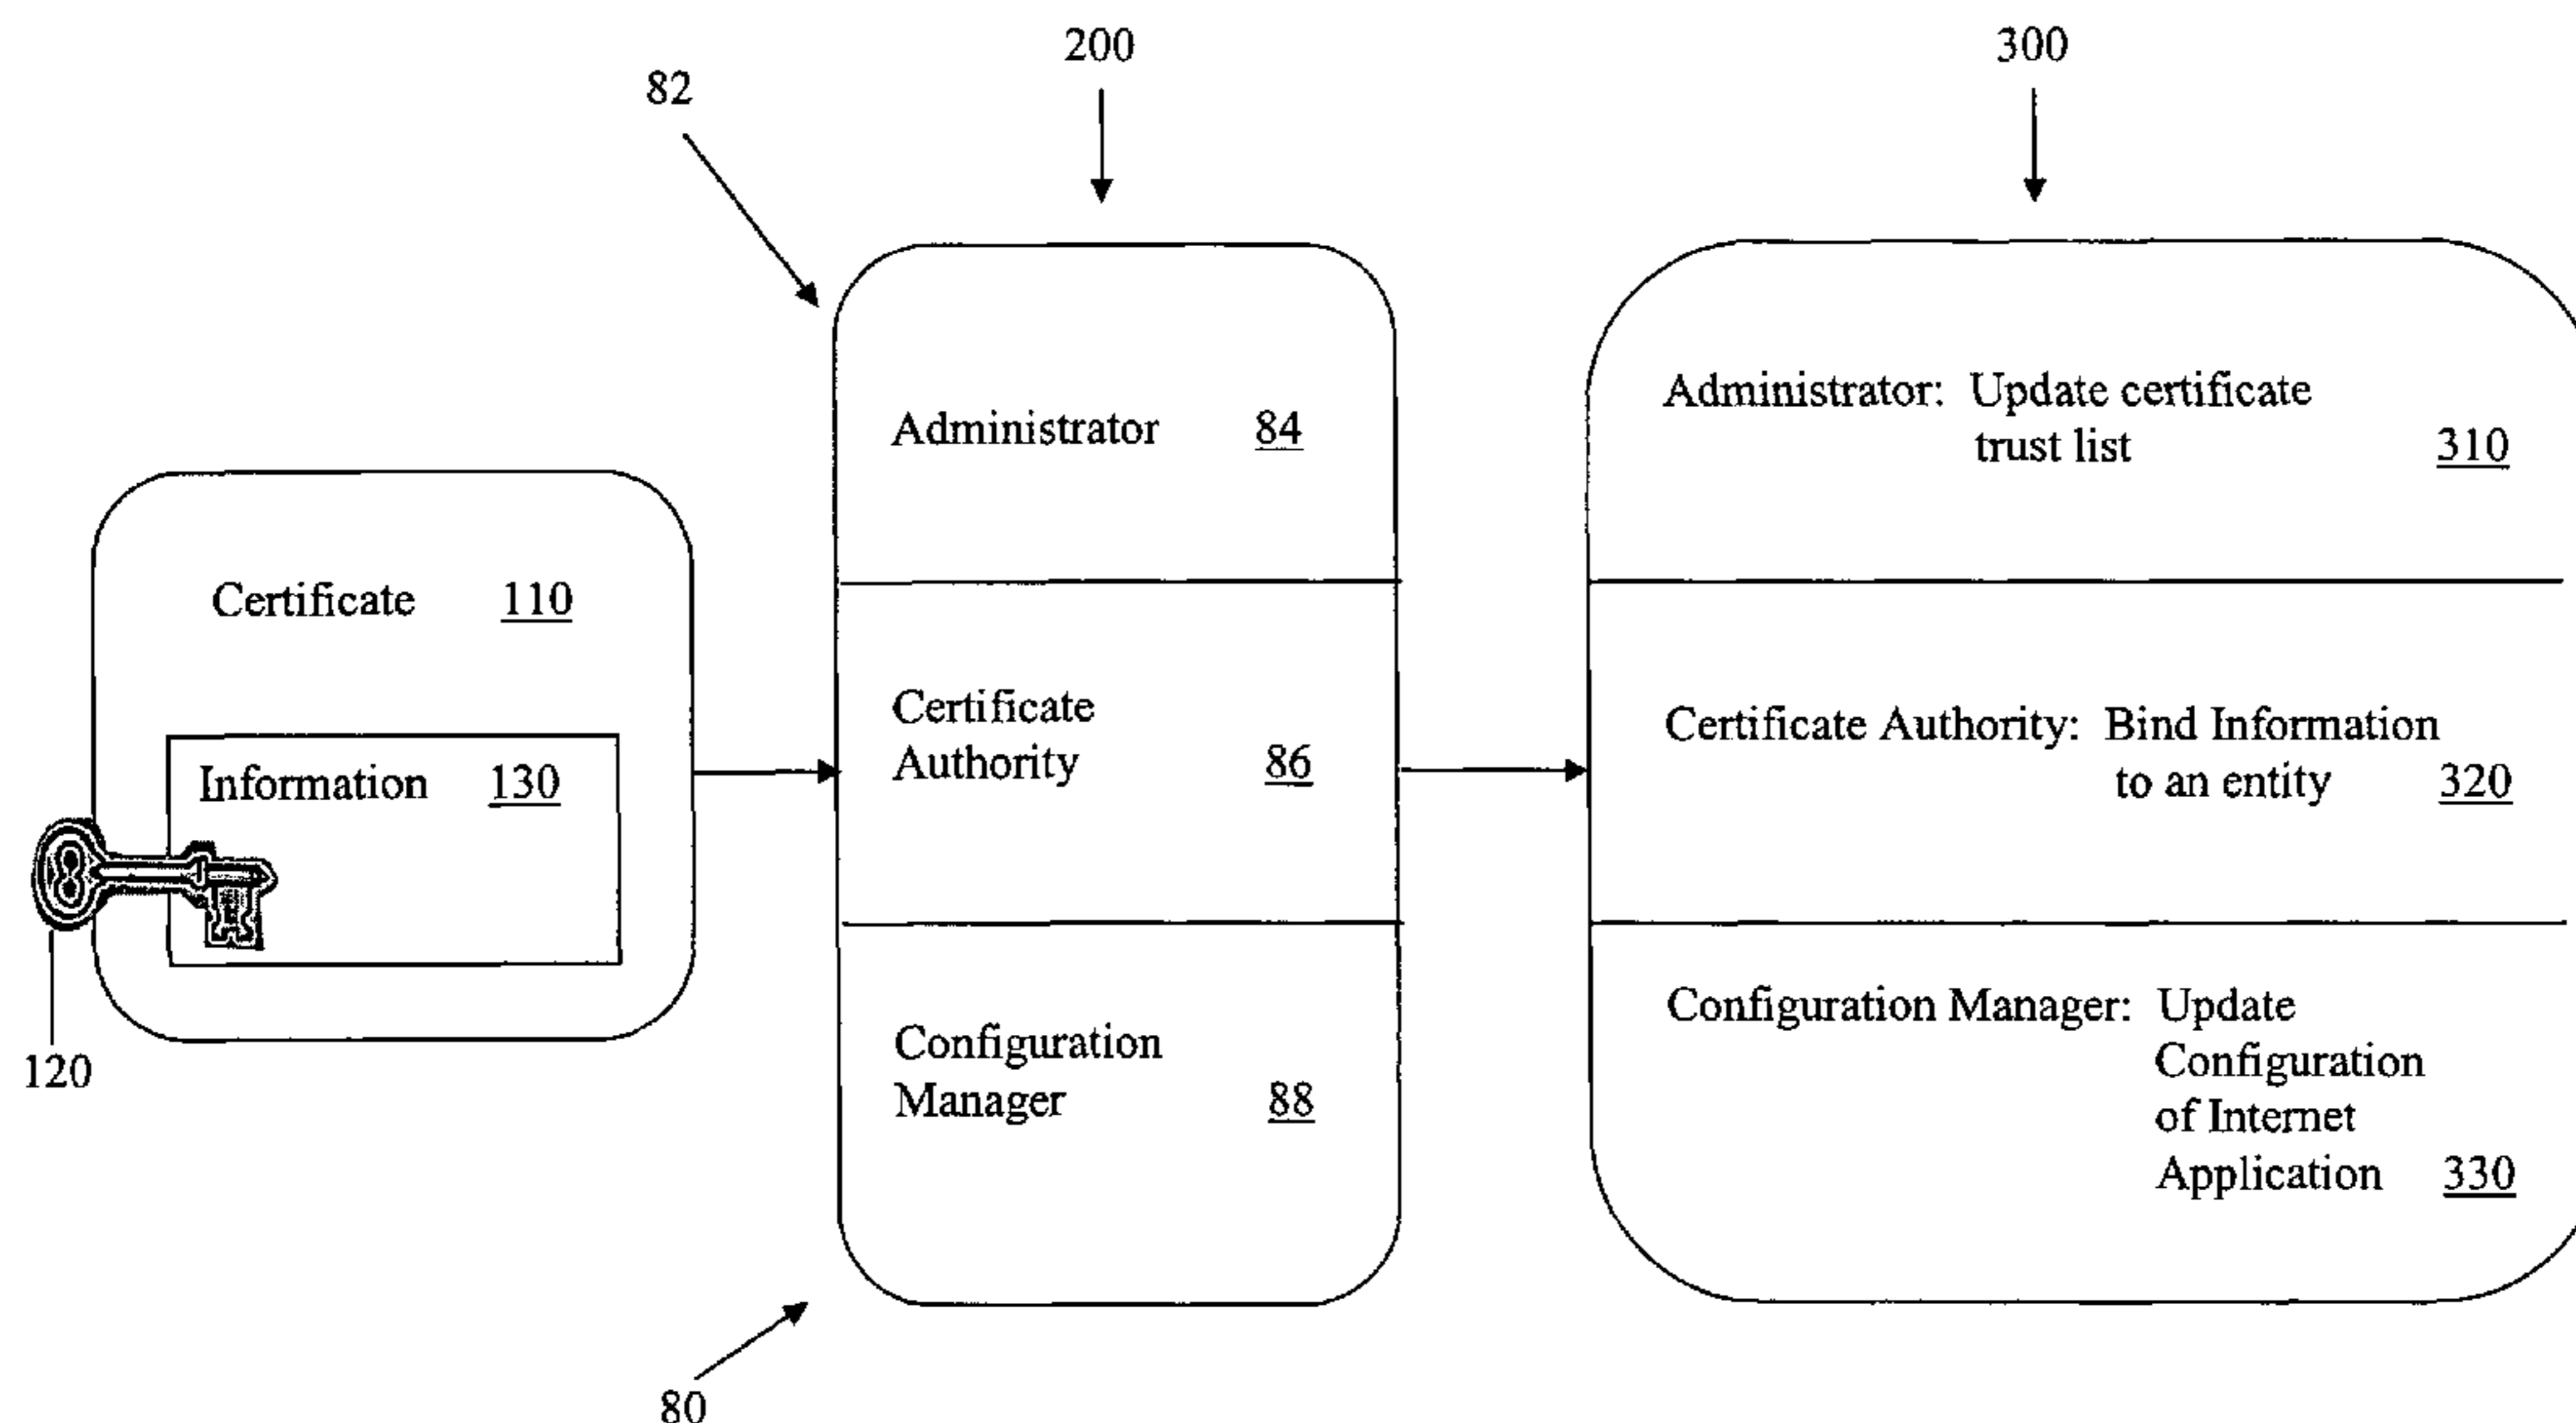 200
300
82
Administrator 84
Administrator: Update certificate
trust list 310
Certificate 110
Certificate
Authority 86
Certificate Authority: Bind Information
to an entity 320
Information 130
120
Configuration
Manager 88
Configuration Manager: Update
Configuration
of Internet
Application 330
80